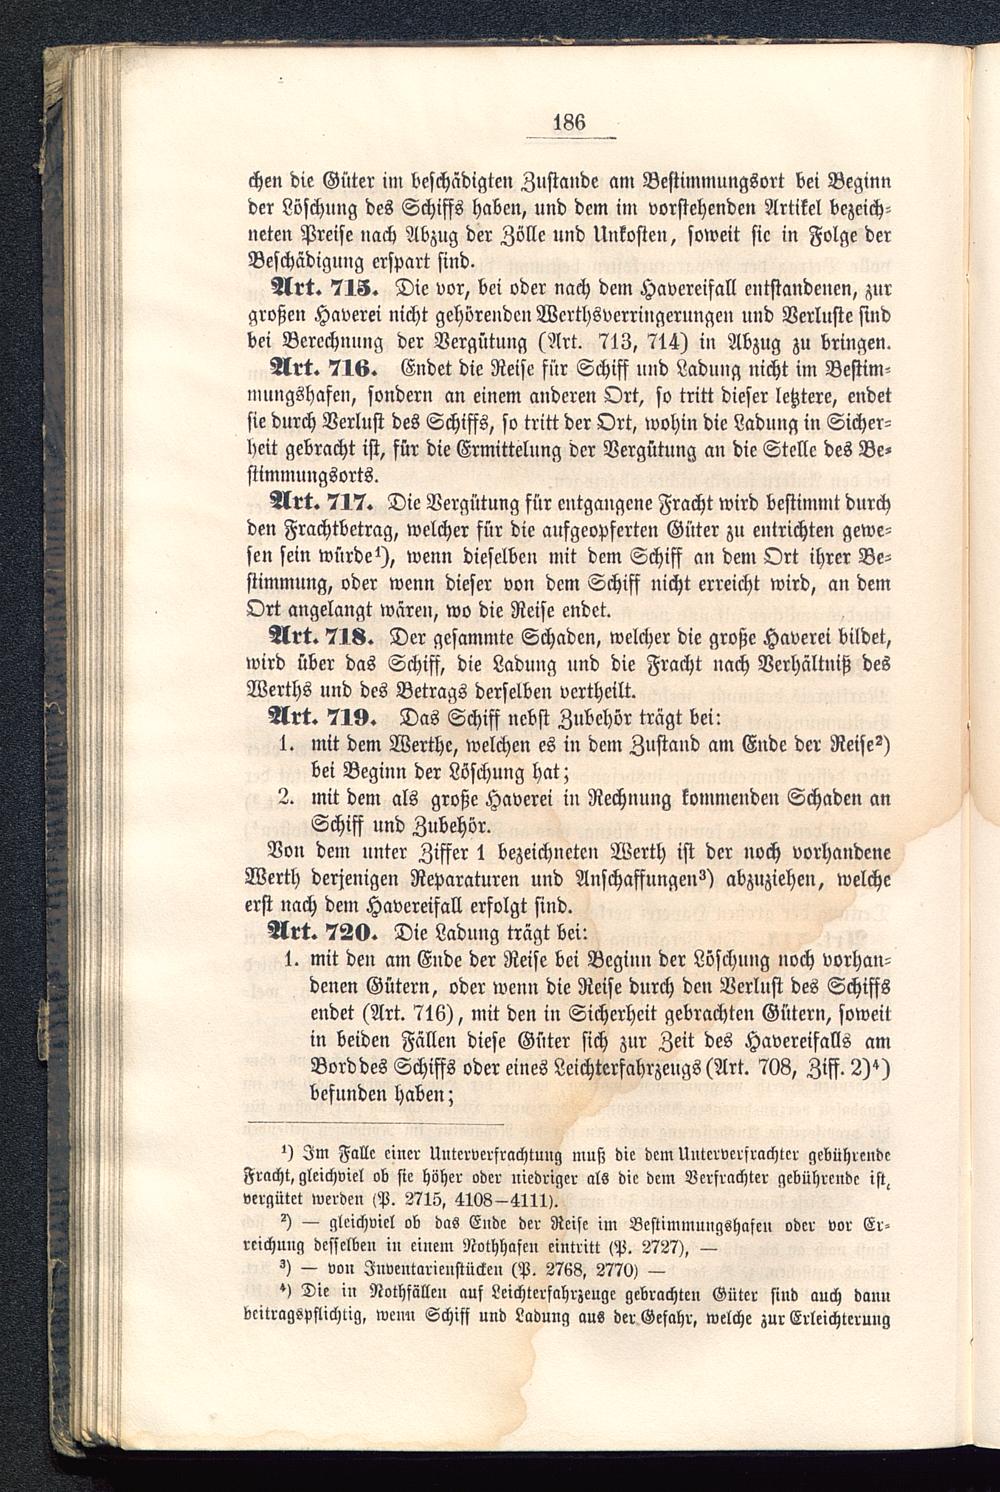 186
chen die Güter im beschädigten Zustande am Bestimmungsort bei Beginn
der Löschung des Schiffs haben, und dem im vorstehenden Artikel bezeich-
neten Preise nach Abzug der Zölle und Unkosten, soweit sie in Folge der
Beschädigung erspart sind.
Art. 715. Die vor, bei oder nach dem Havereifall entstandenen, zur
großen Haverei nicht gehörenden Werthsverringerungen und Verluste sind
bei Berechnung der Vergütung (Art. 713, 714) in Abzug zu bringen.
Art. 716. Endet die Reise für Schiff und Ladung nicht im Bestim-
mungshafen, sondern an einem anderen Ort, so tritt dieser letztere, endet
sie durch Verlust des Schiffs, so tritt der Ort, wohin die Ladung in Sicher-
heit gebracht ist, für die Ermittelung der Vergütung an die Stelle des Be-
stimmungsorts.
Art. 717. Die Vergütung für entgangene Fracht wird bestimmt durch
den Frachtbetrag, welcher für die aufgeopferten Güter zu entrichten gewe-
sen sein würde¹), wenn dieselben mit dem Schiff an dem Ort ihrer Be-
stimmung, oder wenn dieser von dem Schiff nicht erreicht wird, an dem
Ort angelangt wären, wo die Reise endet.
Art. 718. Der gesammte Schaden, welcher die große Haverei bildet,
wird über das Schiff, die Ladung und die Fracht nach Verhältniß des
Werths und des Betrags derselben vertheilt.
Art. 719. Das Schiff nebst Zubehör trägt bei:
1. mit dem Werthe, welchen es in dem Zustand am Ende der Reise²)
bei Beginn der Löschung hat;
2. mit dem als große Haverei in Rechnung kommenden Schaden an
Schiff und Zubehör.
Von dem unter Ziffer 1 bezeichneten Werth ist der noch vorhandene
Werth derjenigen Reparaturen und Anschaffungen³) abzuziehen, welche
erst nach dem Havereifall erfolgt sind.
Art. 720. Die Ladung trägt bei:
1. mit den am Ende der Reise bei Beginn der Löschung noch vorhan-
denen Gütern, oder wenn die Reise durch den Verlust des Schiffs
endet (Art. 716), mit den in Sicherheit gebrachten Gütern, soweit
in beiden Fällen diese Güter sich zur Zeit des Havereifalls am
Bord des Schiffs oder eines Leichterfahrzeugs (Art. 708, Ziff. 2)⁴)
befunden haben;
¹) Im Falle einer Unterverfrachtung muß die dem Unterverfrachter gebührende
Fracht, gleichviel ob sie höher oder niedriger als die dem Verfrachter gebührende ist,
vergütet werden (P. 2715, 4108—4111).
²) — gleichviel ob das Ende der Reise im Bestimmungshafen oder vor Er-
reichung desselben in einem Nothhafen eintritt (P. 2727), —
³) — von Inventarienstücken (P. 2768, 2770) —
⁴) Die in Nothfällen auf Leichterfahrzeuge gebrachten Güter sind auch dann
beitragspflichtig, wenn Schiff und Ladung aus der Gefahr, welche zur Erleichterung